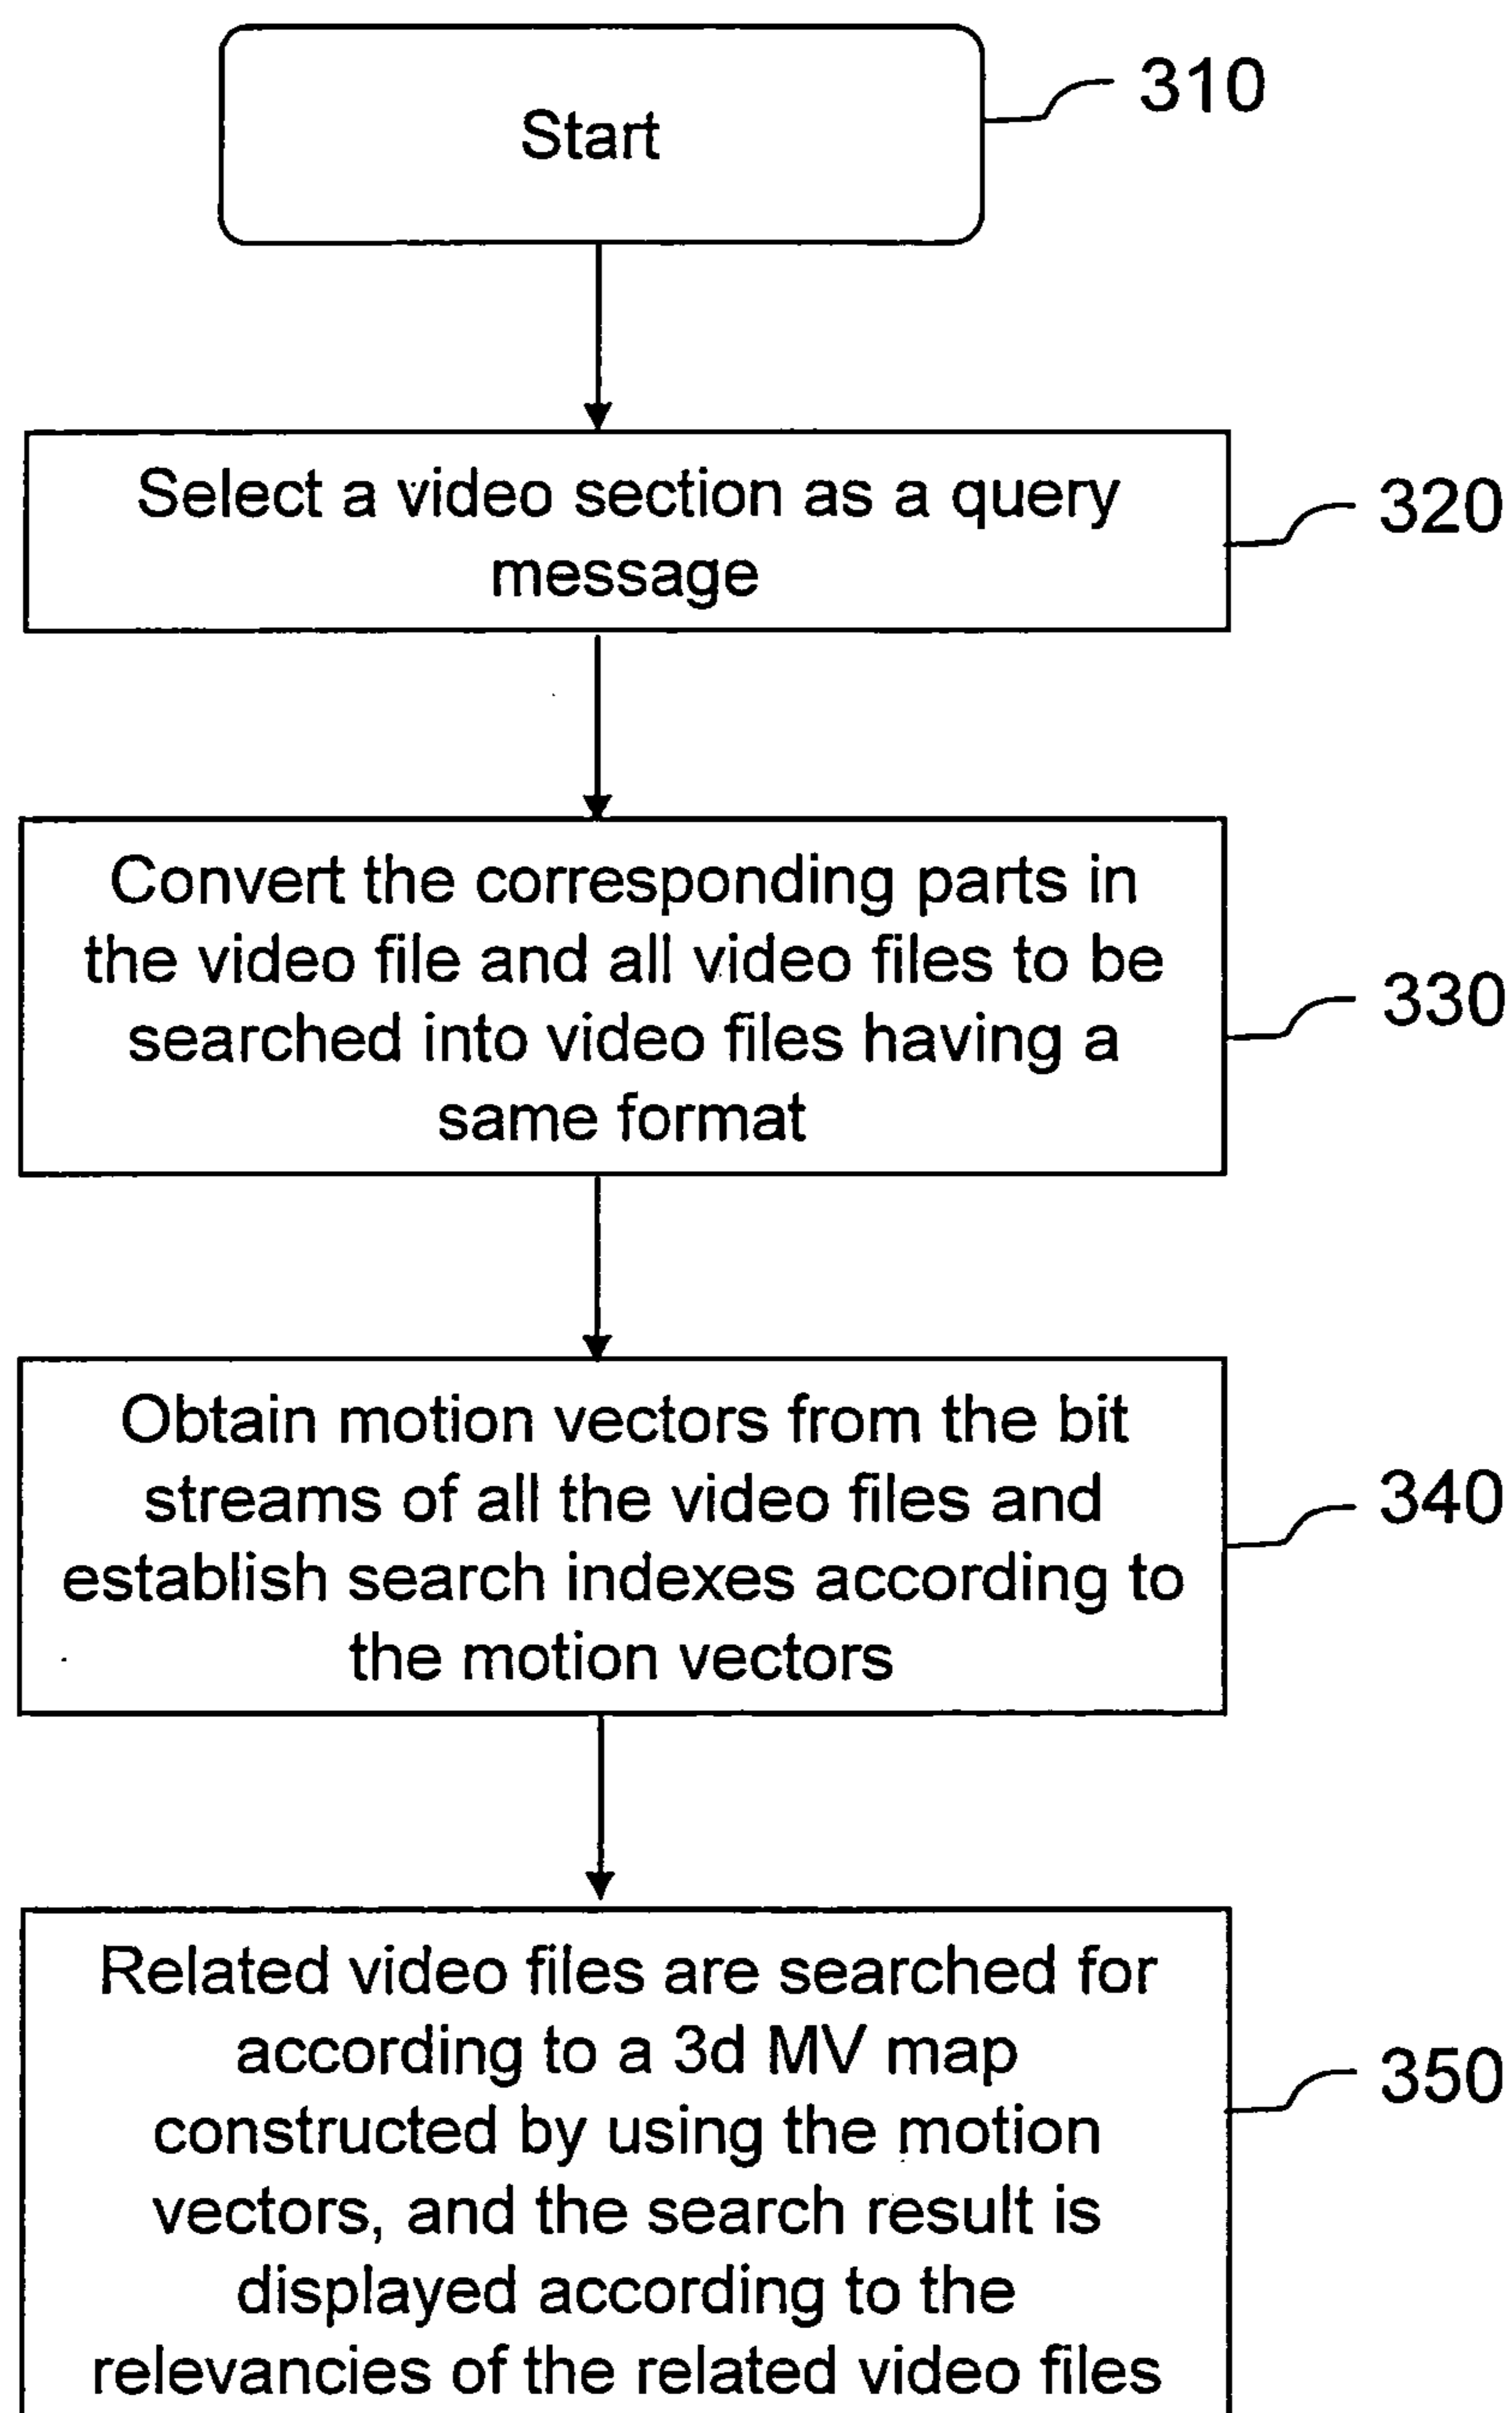 Start
310
Select a video section as a query
message
320
Convert the corresponding parts in
the video file and all video files to be
searched into video files having a
same format
330
Obtain motion vectors from the bit
streams of all the video files and
establish search indexes according to
the motion vectors
340
Related video files are searched for
according to a 3d MV map
constructed by using the motion
vectors, and the search result is
displayed according to the
relevancies of the related video files
350